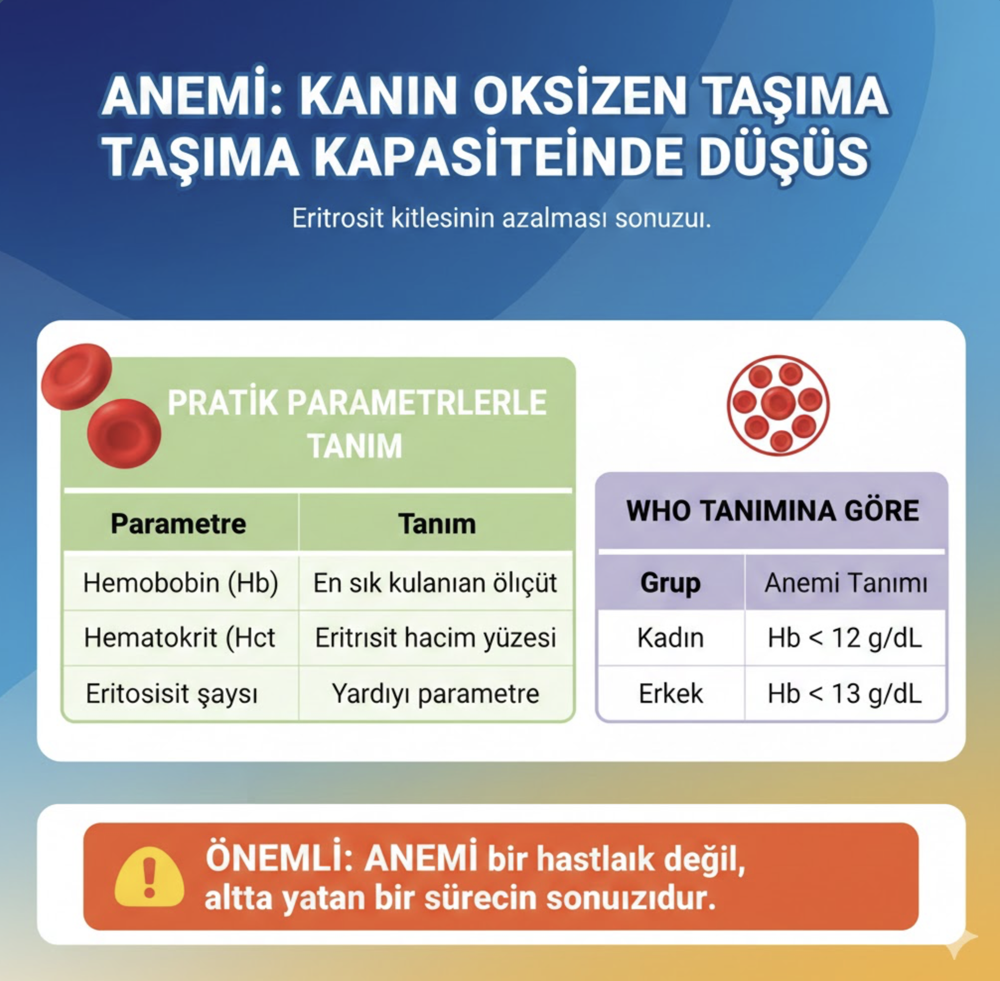 ANEMİ: KANIN OKSİZEN TAŞIMA
TAŞIMA KAPASİTEİNDE DÜŞÜS
Eritrosit kitlesinin azalması sonuzuı.
PRATİK PARAMETRLERLE
TANIM
Parametre Tanım
Hemobobin (Hb) En sık kulanıan ölıçüt
Hematokrit (Hct Eritrısit hacim yüzesi
Eritosisit şaysı Yardıyı parametre
WHO TANIMINA GÖRE
Grup Anemi Tanımı
Kadın Hb < 12 g/dL
Erkek Hb < 13 g/dL
ÖNEMLİ: ANEMİ bir hastlaık değil,
altta yatan bir sürecin sonuızıdur.